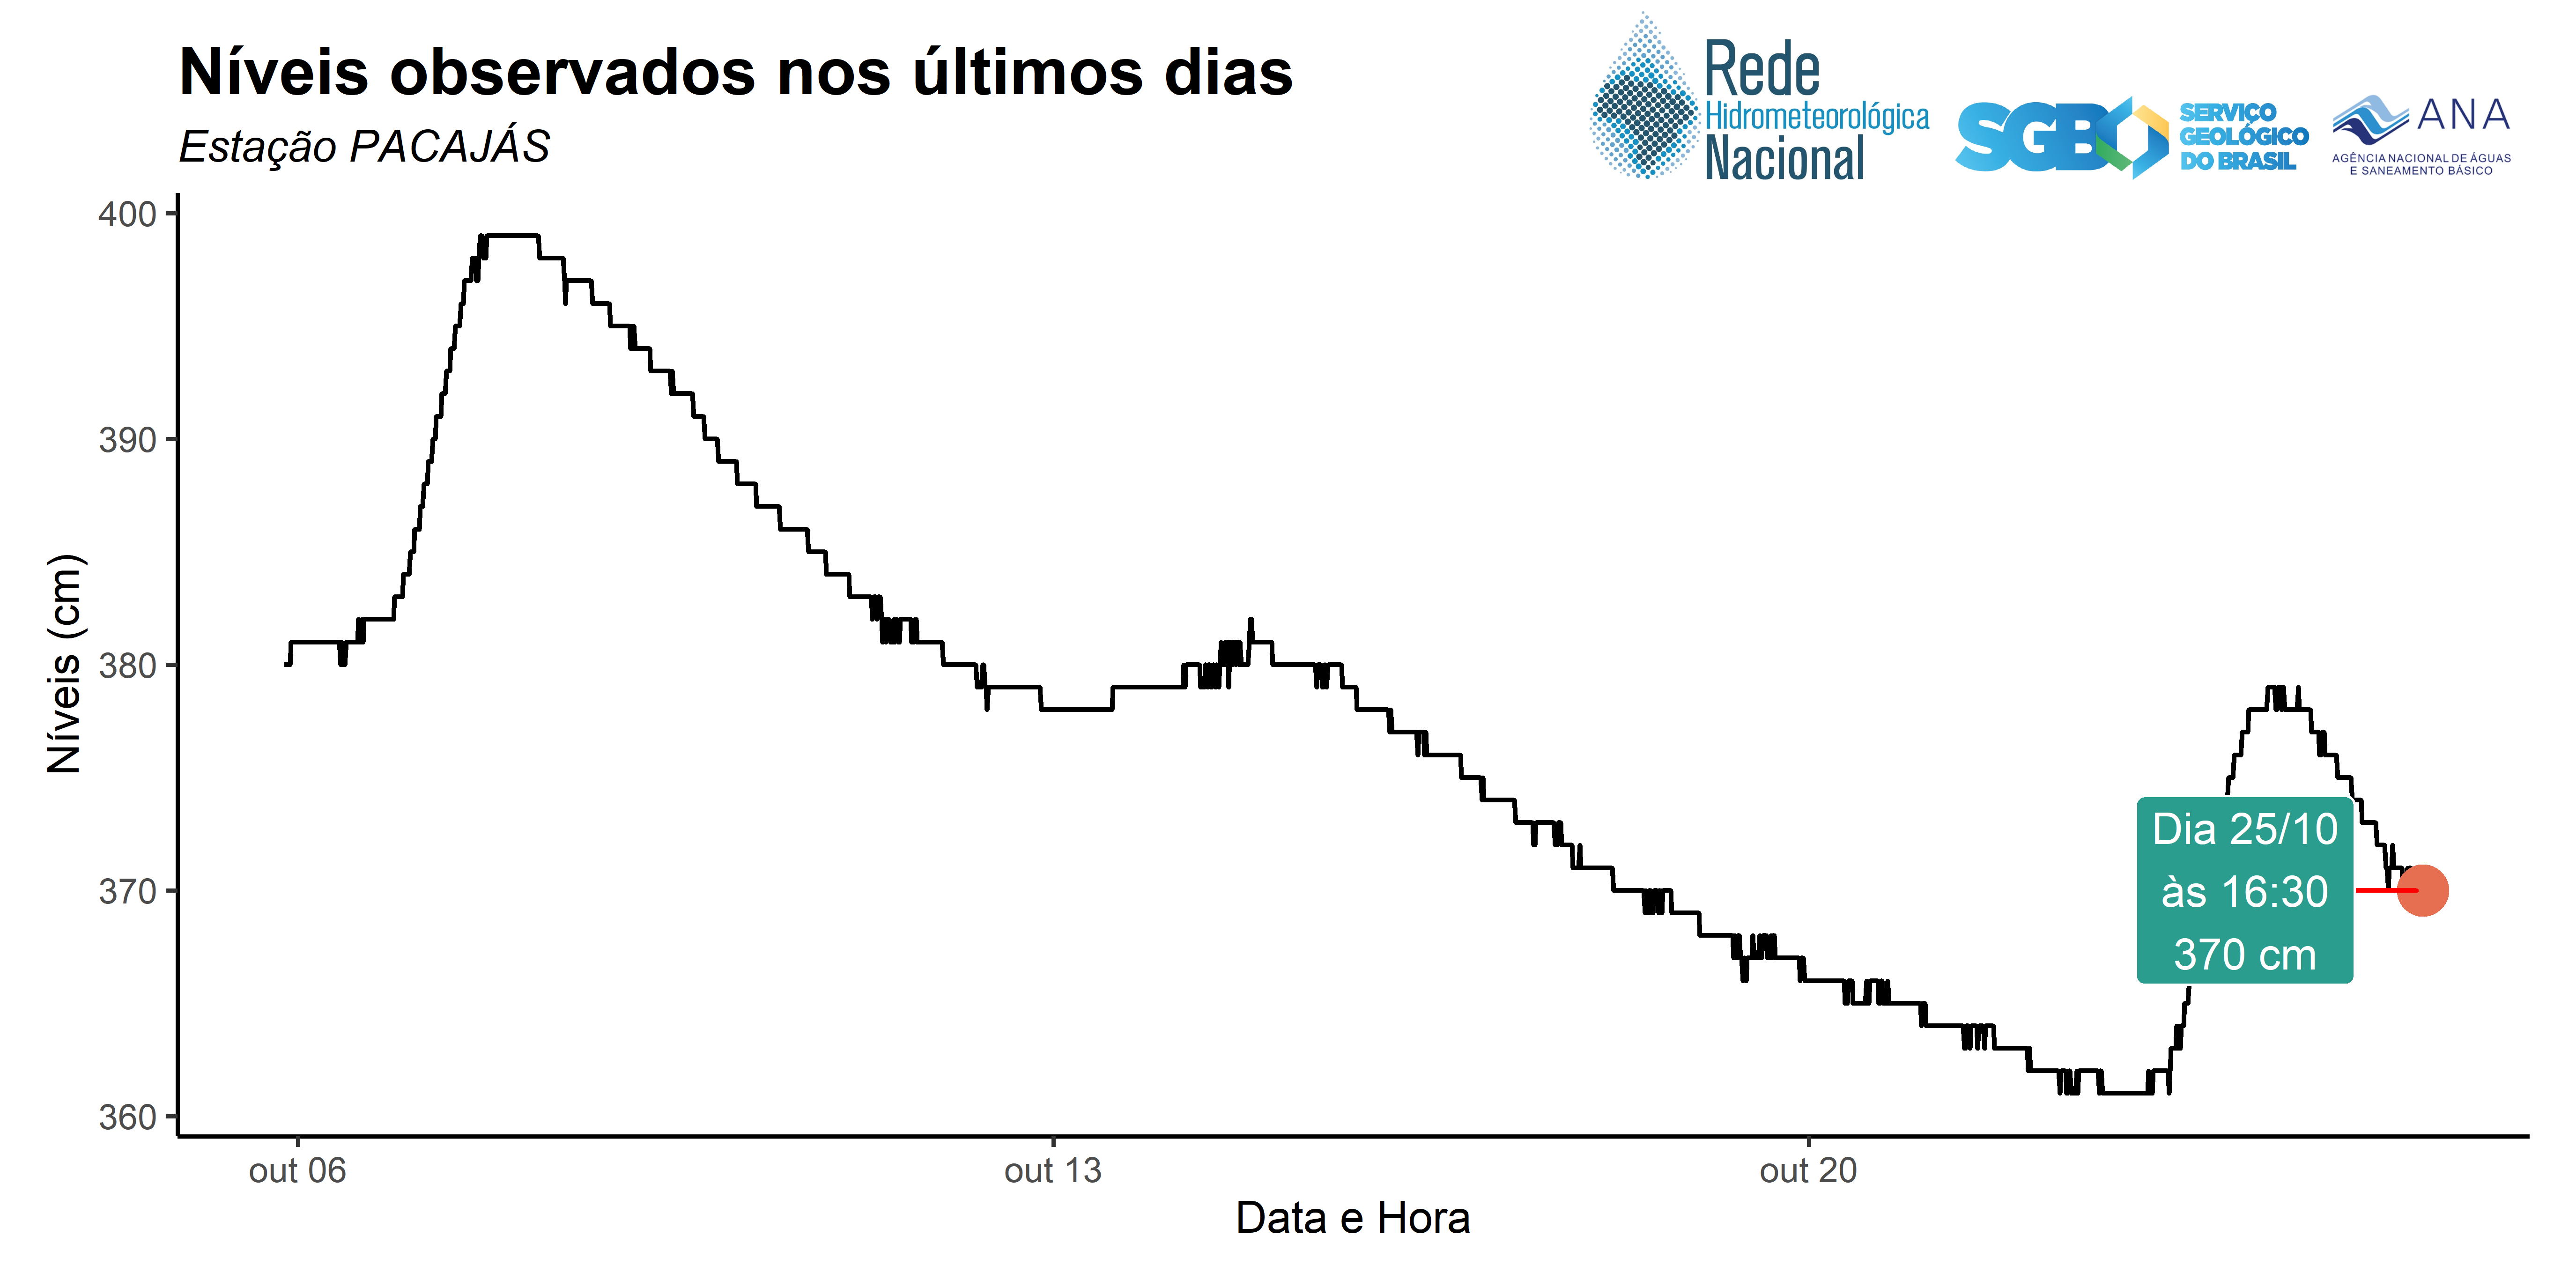 Níveis observados nos últimos dias
Estação PACAJÁS
Rede
Hidrometeorológica
Nacional
SGB
SERVIÇO
GEOLÓGICO
DO BRASIL
ANA
AGÊNCIA NACIONAL DE ÁGUAS
E SANEAMENTO BÁSICO
Níveis (cm)
400
390
380
370
360
Dia 25/10
às 16:30
370 cm
out 06
out 13
out 20
Data e Hora